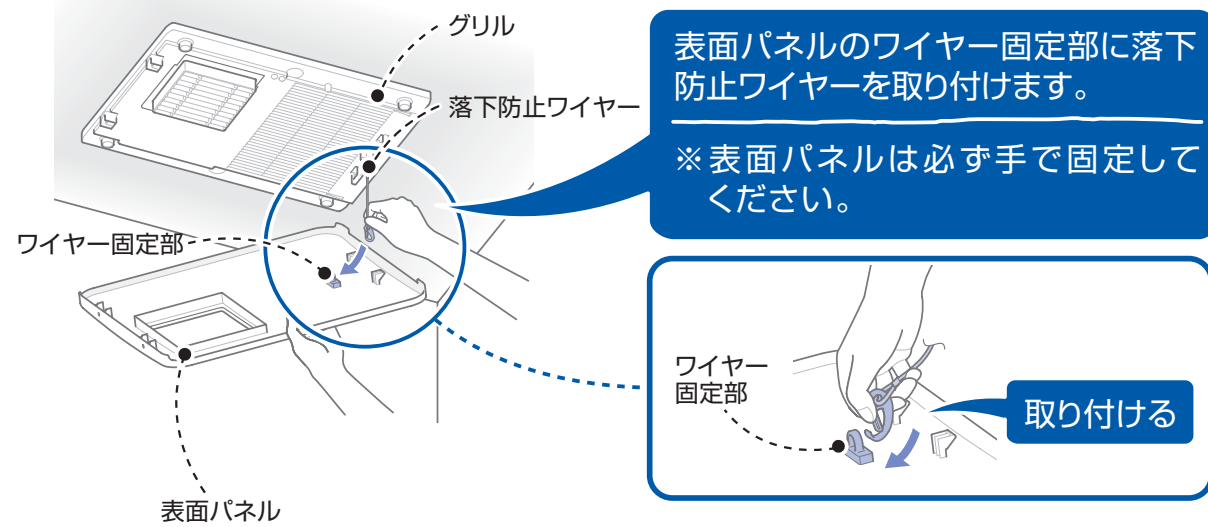 グリル
表面パネルのワイヤー固定部に落下
防止ワイヤーを取り付けます。
落下防止ワイヤー
※表面パネルは必ず手で固定して
ください。
ワイヤー固定部
ワイヤー
固定部
取り付ける
表面パネル